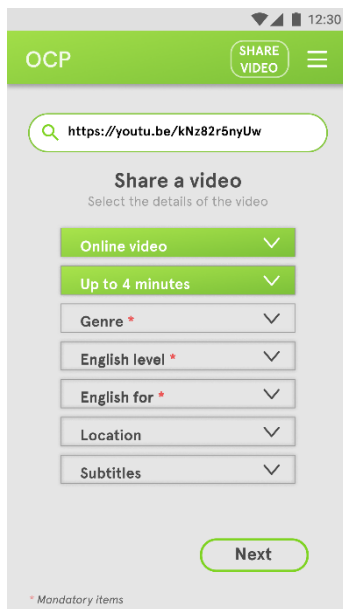 12:30
OCP
SHARE
VIDEO
https://youtu.be/kNz82r5nyUw
Share a video
Select the details of the video
Online video
Up to 4 minutes
Genre *
English level *
English for *
Location
Subtitles
Next
* Mandatory items